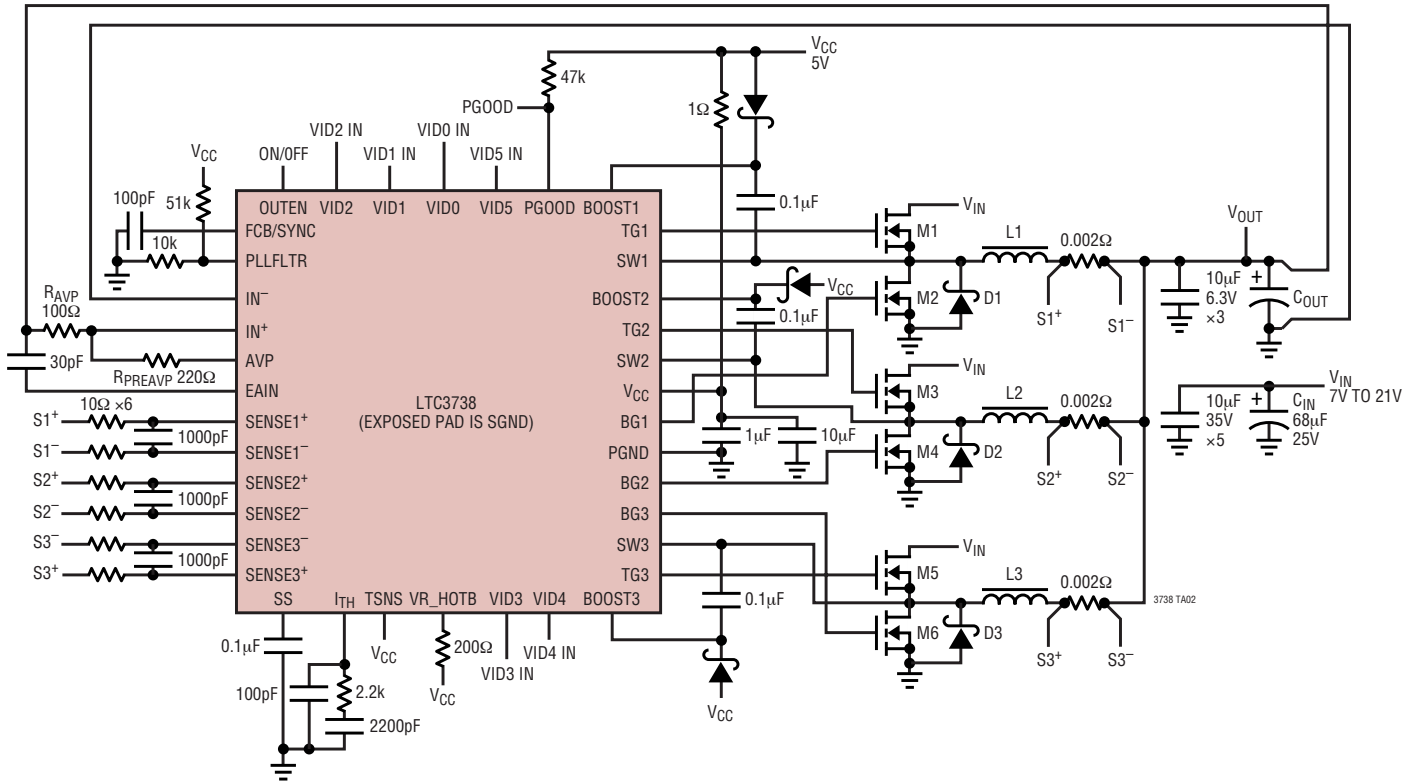 VCC
5V
47k
PGOOD
1Ω
VID2 IN
VID0 IN
ON/OFF
VID1 IN
VID5 IN
VCC
51k
100pF
10k
0.1µF
OUTEN
VID2
VID1
VID0
VID5
PGOOD
BOOST1
FCB/SYNC
PLLFLTR
IN−
IN+
AVP
EAIN
SENSE1+
SENSE1−
SENSE2+
SENSE2−
SENSE3−
SENSE3+
LTC3738
(EXPOSED PAD IS SGND)
TG1
SW1
BOOST2
TG2
SW2
VCC
BG1
PGND
BG2
BG3
SW3
TG3
SS
ITH
TSNS
VR_HOTB
VID3
VID4
BOOST3
RAVP
100Ω
30pF
RPREAVP 220Ω
10Ω ×6
S1+
S1−
S2+
S2−
S3−
S3+
1000pF
1000pF
1000pF
VCC
0.1µF
1µF
10µF
0.1µF
VCC
VIN
M1
M2
D1
L1
0.002Ω
S1+
S1−
VIN
M3
M4
D2
L2
0.002Ω
S2+
S2−
VIN
M5
M6
D3
L3
0.002Ω
S3+
S3−
VOUT
10µF
6.3V
×3
+
COUT
VIN
7V TO 21V
10µF
35V
×5
+
CIN
68µF
25V
3738 TA02
0.1µF
100pF
2.2k
2200pF
VCC
200Ω
VCC
VID3 IN
VID4 IN